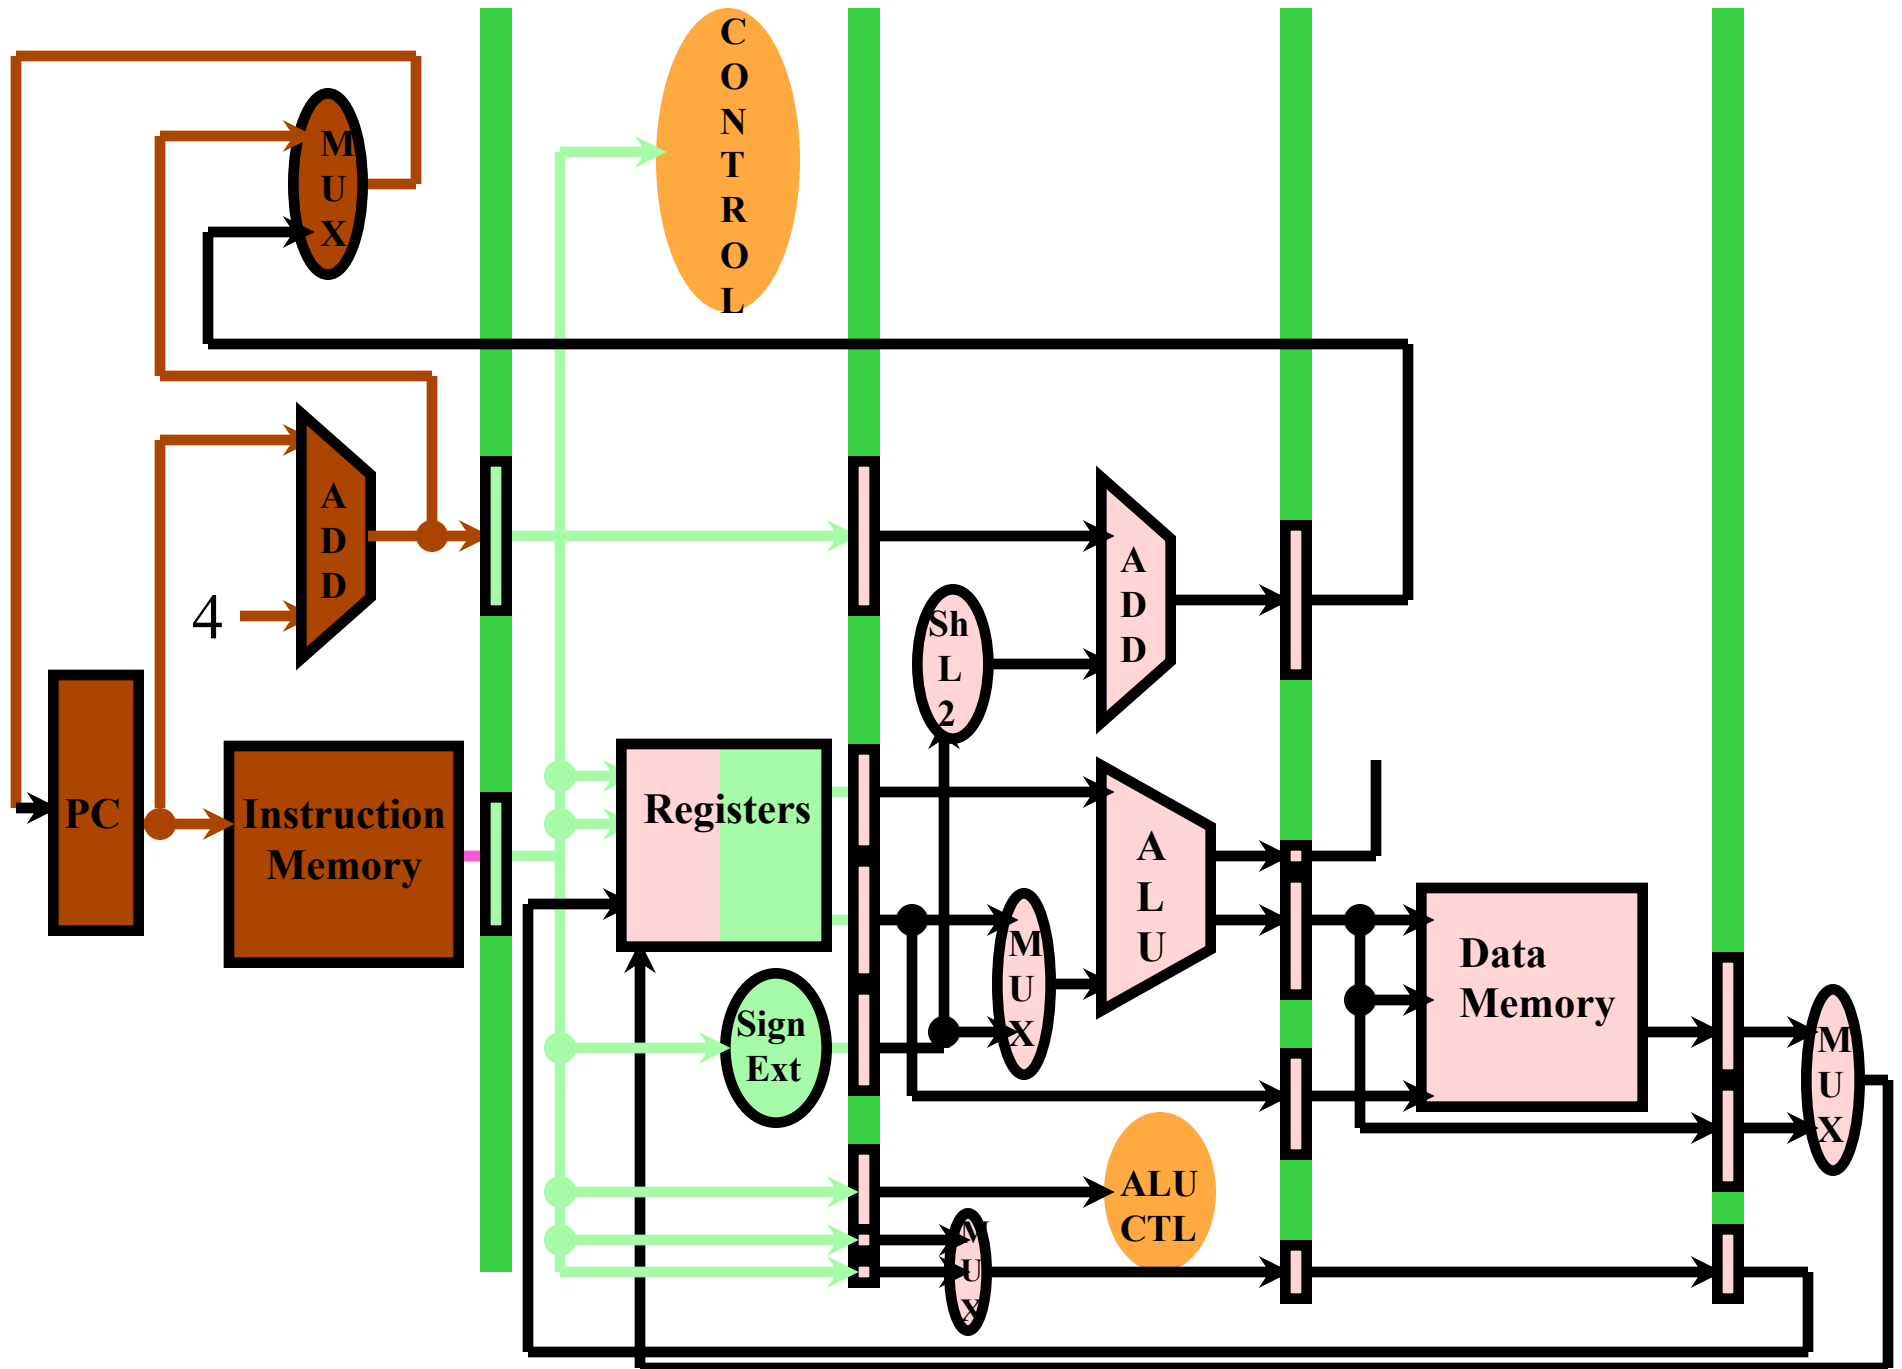 C
O
N
T
R
O
L
M
U
X
A
D
D
4
A
D
D
Sh
L
2
PC
Instruction
Memory
Registers
A
L
U
M
U
X
Data
Memory
Sign
Ext
M
U
X
ALU
CTL
M
U
X